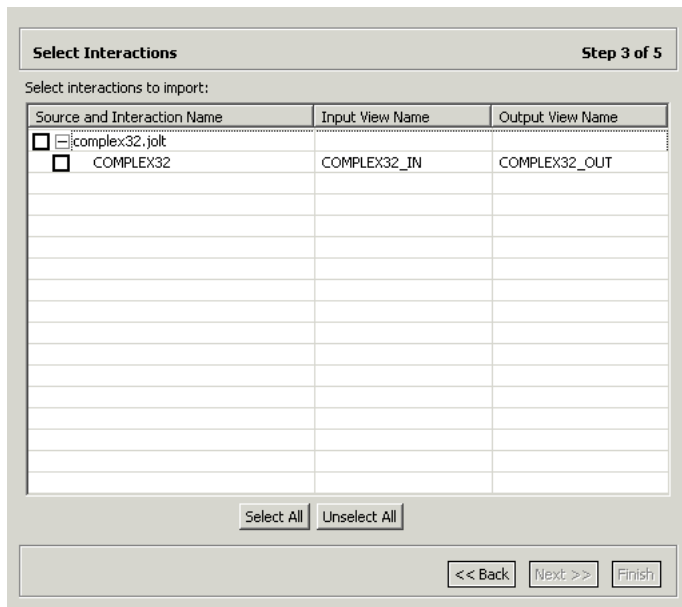 Select Interactions Step 3 of 5
Select interactions to import:
Source and Interaction Name Input View Name Output View Name
complex32.jolt
COMPLEX32 COMPLEX32_IN COMPLEX32_OUT
Select All Unselect All
<< Back Next >> Finish